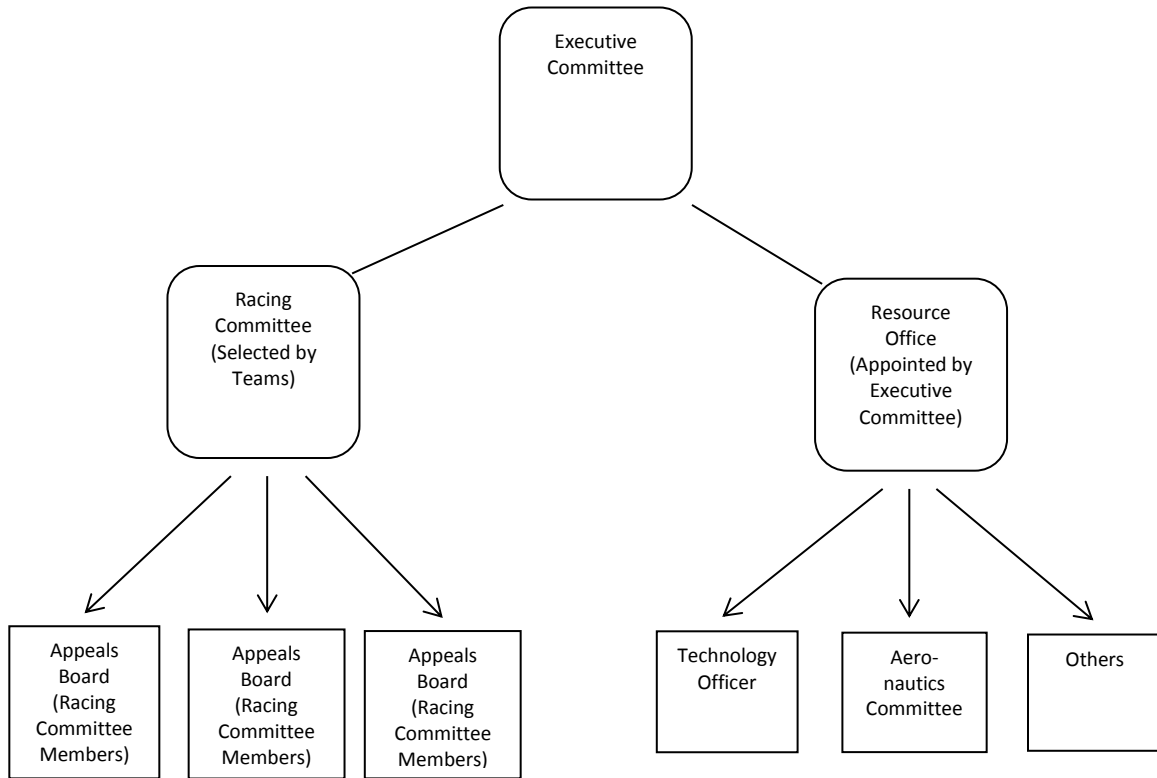 Executive
Committee
Racing
Committee
(Selected by
Teams)
Resource
Office
(Appointed by
Executive
Committee)
Appeals
Board
(Racing
Committee
Members)
Appeals
Board
(Racing
Committee
Members)
Appeals
Board
(Racing
Committee
Members)
Technology
Officer
Aero-
nautics
Committee
Others